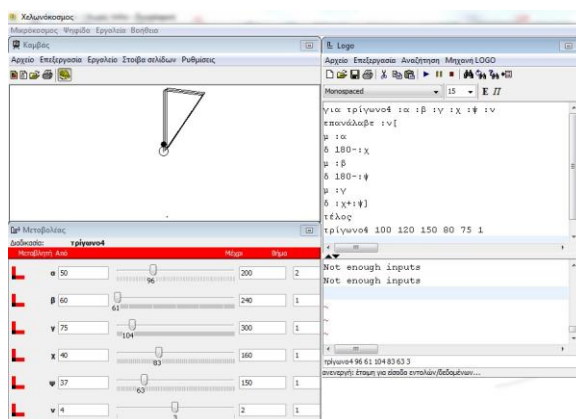 Χελωνόκοσμος
Μικρόκοσμος Ψηφίδα Εργαλεία Βοήθεια
Καμβάς
Αρχείο Επεξεργασία Εργαλείο Στοίβα σελίδων Ρυθμίσεις
Logo
Αρχείο Επεξεργασία Αναζήτηση Μηχανή LOGO
Monospaced 15 Ε Π
για τρίγωνο4 :α :β :γ :χ :ψ :ν
επανάλαβε :ν[
μ :α
δ 180-:χ
μ :β
δ 180-:ψ
μ :γ
δ :χ+:ψ]
τέλος
τρίγωνο4 100 120 150 80 75 1
Not enough inputs
Not enough inputs
~
~
~
τρίγωνο4 96 61 104 83 63 3
ανενεργή: έτοιμη για είσοδο εντολών/δεδομένων...
Μεταβολέας
Διαδικασία: τρίγωνο4
Μεταβλητή Από Μέχρι Βήμα
α 50 96 200 2
β 60 61 240 1
γ 75 104 300 1
χ 40 83 160 1
ψ 37 63 150 1
ν 4 3 2 1